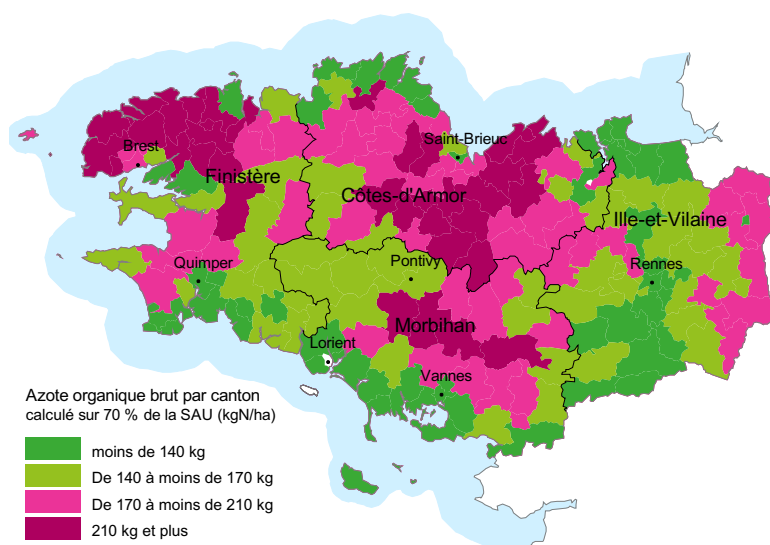 Saint-Brieuc
Brest
Finistère
Côtes-d'Armor
Ille-et-Vilaine
Quimper
Pontivy
Rennes
Morbihan
Lorient
Vannes
Azote organique brut par canton
calculé sur 70 % de la SAU (kgN/ha)
moins de 140 kg
De 140 à moins de 170 kg
De 170 à moins de 210 kg
210 kg et plus